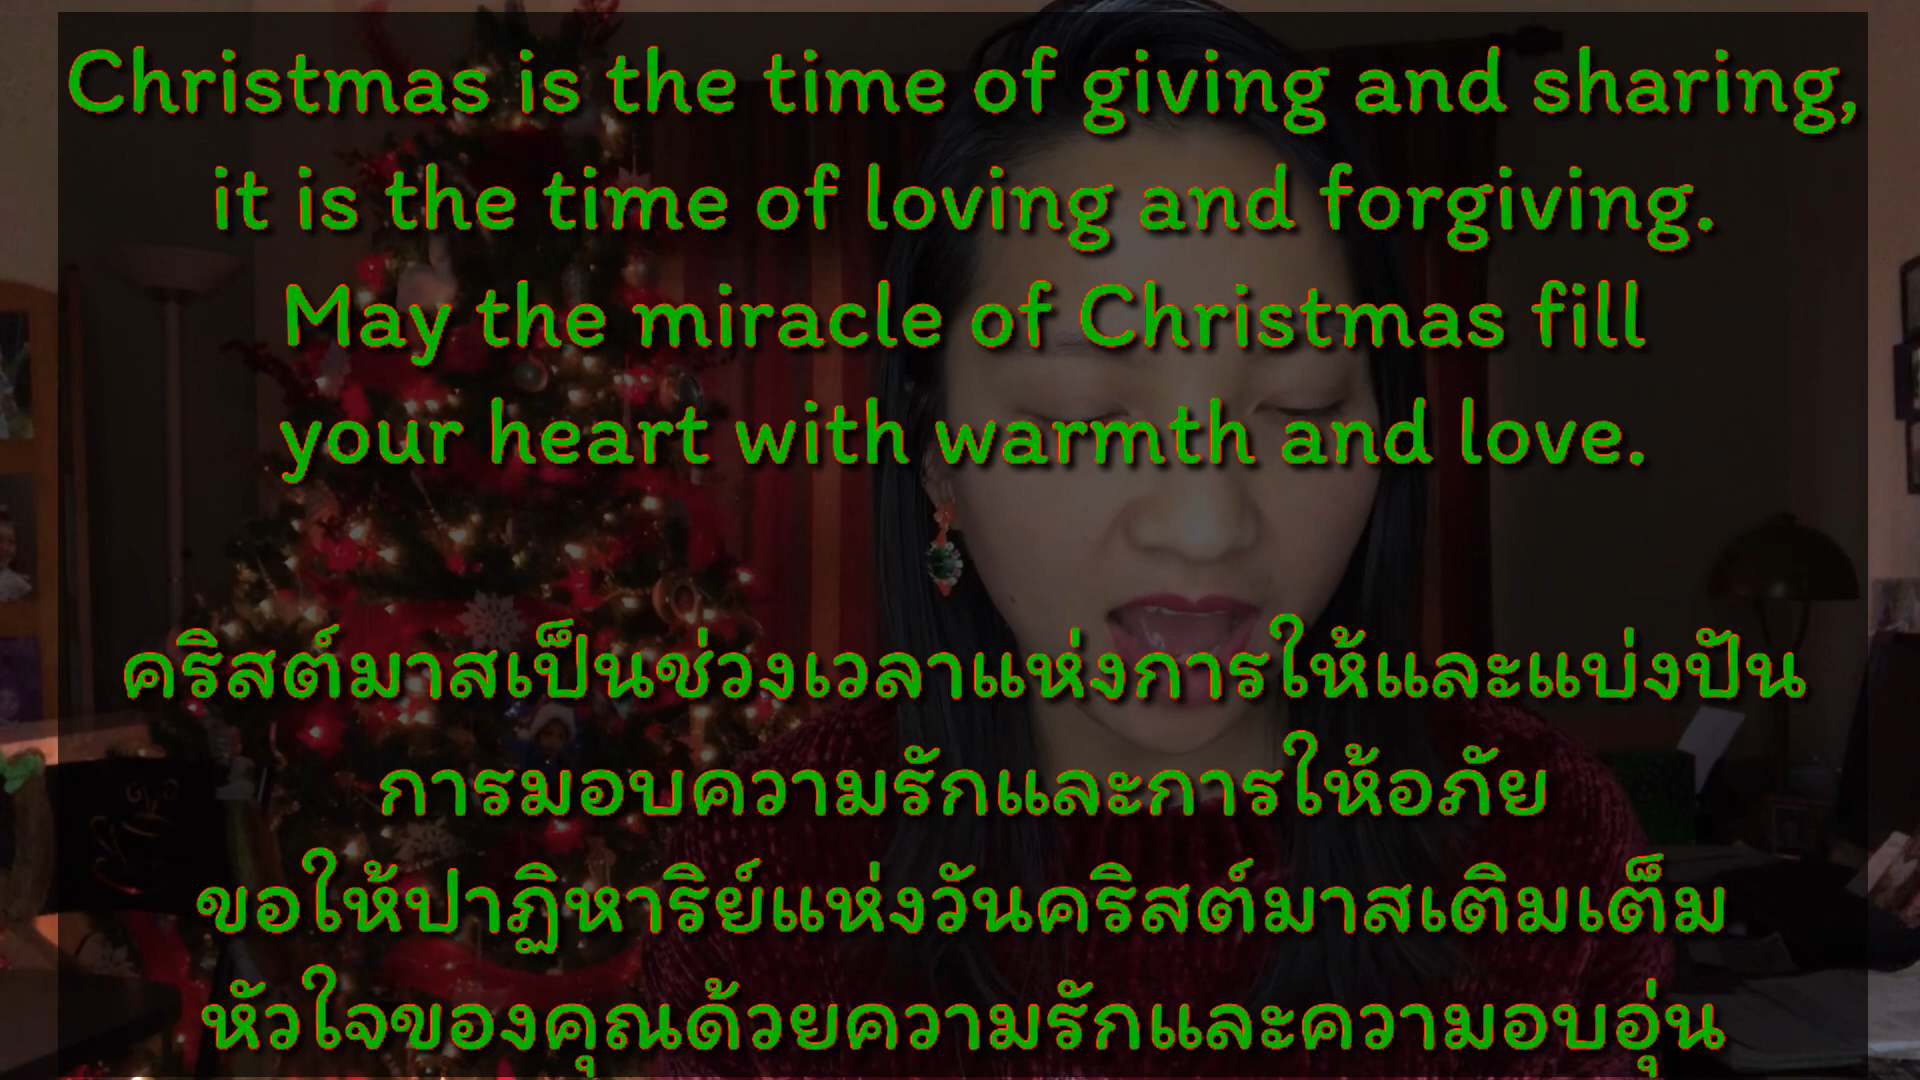 Christmas is the time of giving and sharing,
it is the time of loving and forgiving.
May the miracle of Christmas fill
your heart with warmth and love.
คริสต์มาสเป็นช่วงเวลาแห่งการให้และแบ่งปัน
การมอบความรักและการให้อภัย
ขอให้ปาฏิหาริย์แห่งวันคริสต์มาสเติมเต็ม
หัวใจของคุณด้วยความรักและความอบอุ่น